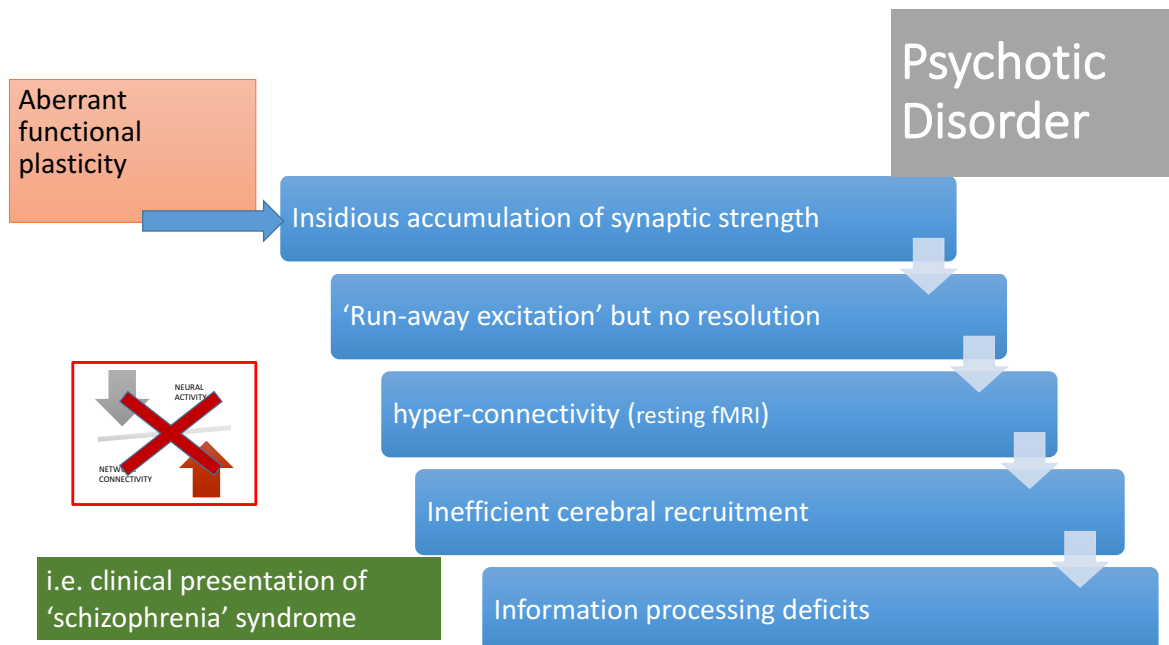 Psychotic
Disorder
Aberrant
functional
plasticity
Insidious accumulation of synaptic strength
‘Run-away excitation’ but no resolution
NEURAL
ACTIVITY
hyper-connectivity (resting fMRI)
NETWORK
CONNECTIVITY
Inefficient cerebral recruitment
i.e. clinical presentation of
‘schizophrenia’ syndrome
Information processing deficits